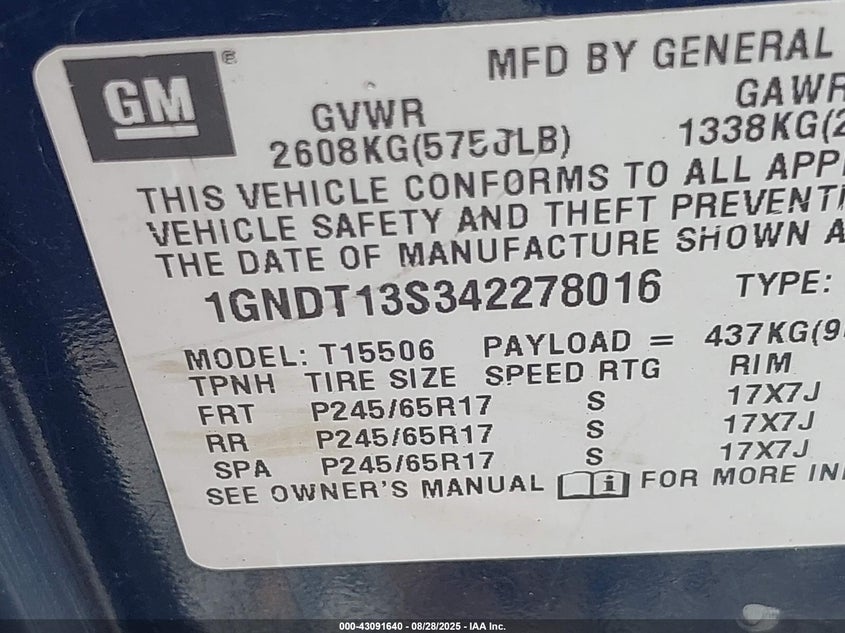 GM ® MFD BY GENERAL
GVWR GAWR
2608KG(5750LB) 1338KG(2
THIS VEHICLE CONFORMS TO ALL APPL
VEHICLE SAFETY AND THEFT PREVENTI
THE DATE OF MANUFACTURE SHOWN A
1GNDT13S342278016 TYPE:
MODEL: T15506 PAYLOAD = 437KG(9
TPNH TIRE SIZE SPEED RTG RIM
FRT P245/65R17 S 17X7J
RR P245/65R17 S 17X7J
SPA P245/65R17 S 17X7J
SEE OWNER'S MANUAL i FOR MORE IN
000-43091640 - 08/28/2025 - IAA Inc.